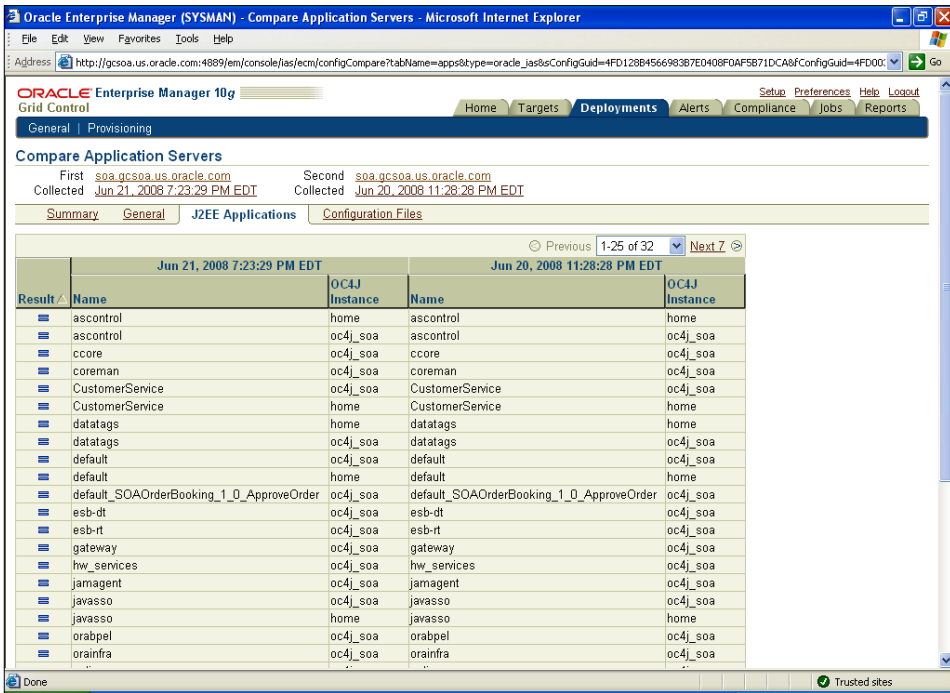 Oracle Enterprise Manager (SYSMAN) - Compare Application Servers - Microsoft Internet Explorer
File Edit View Favorites Tools Help
Address http://gcsoa.us.oracle.com:4889/em/console/ias/ecm/configCompare?tabName=apps&type=oracle_ias&sConfigGuid=4FD128B4566983B7E0408F0AF5B71DCA&fConfigGuid=4FD00: Go
ORACLE Enterprise Manager 10g
Grid Control
Setup Preferences Help Logout
Home Targets Deployments Alerts Compliance Jobs Reports
General | Provisioning
Compare Application Servers
First soa.gcsoa.us.oracle.com Second soa.gcsoa.us.oracle.com
Collected Jun 21, 2008 7:23:29 PM EDT Collected Jun 20, 2008 11:28:28 PM EDT
Summary General J2EE Applications Configuration Files
Previous 1-25 of 32 Next 7
Jun 21, 2008 7:23:29 PM EDT Jun 20, 2008 11:28:28 PM EDT
Result Name OC4J Instance Name OC4J Instance
ascontrol home ascontrol home
ascontrol oc4j_soa ascontrol oc4j_soa
ccore oc4j_soa ccore oc4j_soa
coreman oc4j_soa coreman oc4j_soa
CustomerService oc4j_soa CustomerService oc4j_soa
CustomerService home CustomerService home
datatags home datatags home
datatags oc4j_soa datatags oc4j_soa
default oc4j_soa default oc4j_soa
default home default home
default_SOAOrderBooking_1_0_ApproveOrder oc4j_soa default_SOAOrderBooking_1_0_ApproveOrder oc4j_soa
esb-dt oc4j_soa esb-dt oc4j_soa
esb-rt oc4j_soa esb-rt oc4j_soa
gateway oc4j_soa gateway oc4j_soa
hw_services oc4j_soa hw_services oc4j_soa
jamagent oc4j_soa jamagent oc4j_soa
javasso oc4j_soa javasso oc4j_soa
javasso home javasso home
orabpel oc4j_soa orabpel oc4j_soa
orainfra oc4j_soa orainfra oc4j_soa
Done Trusted sites